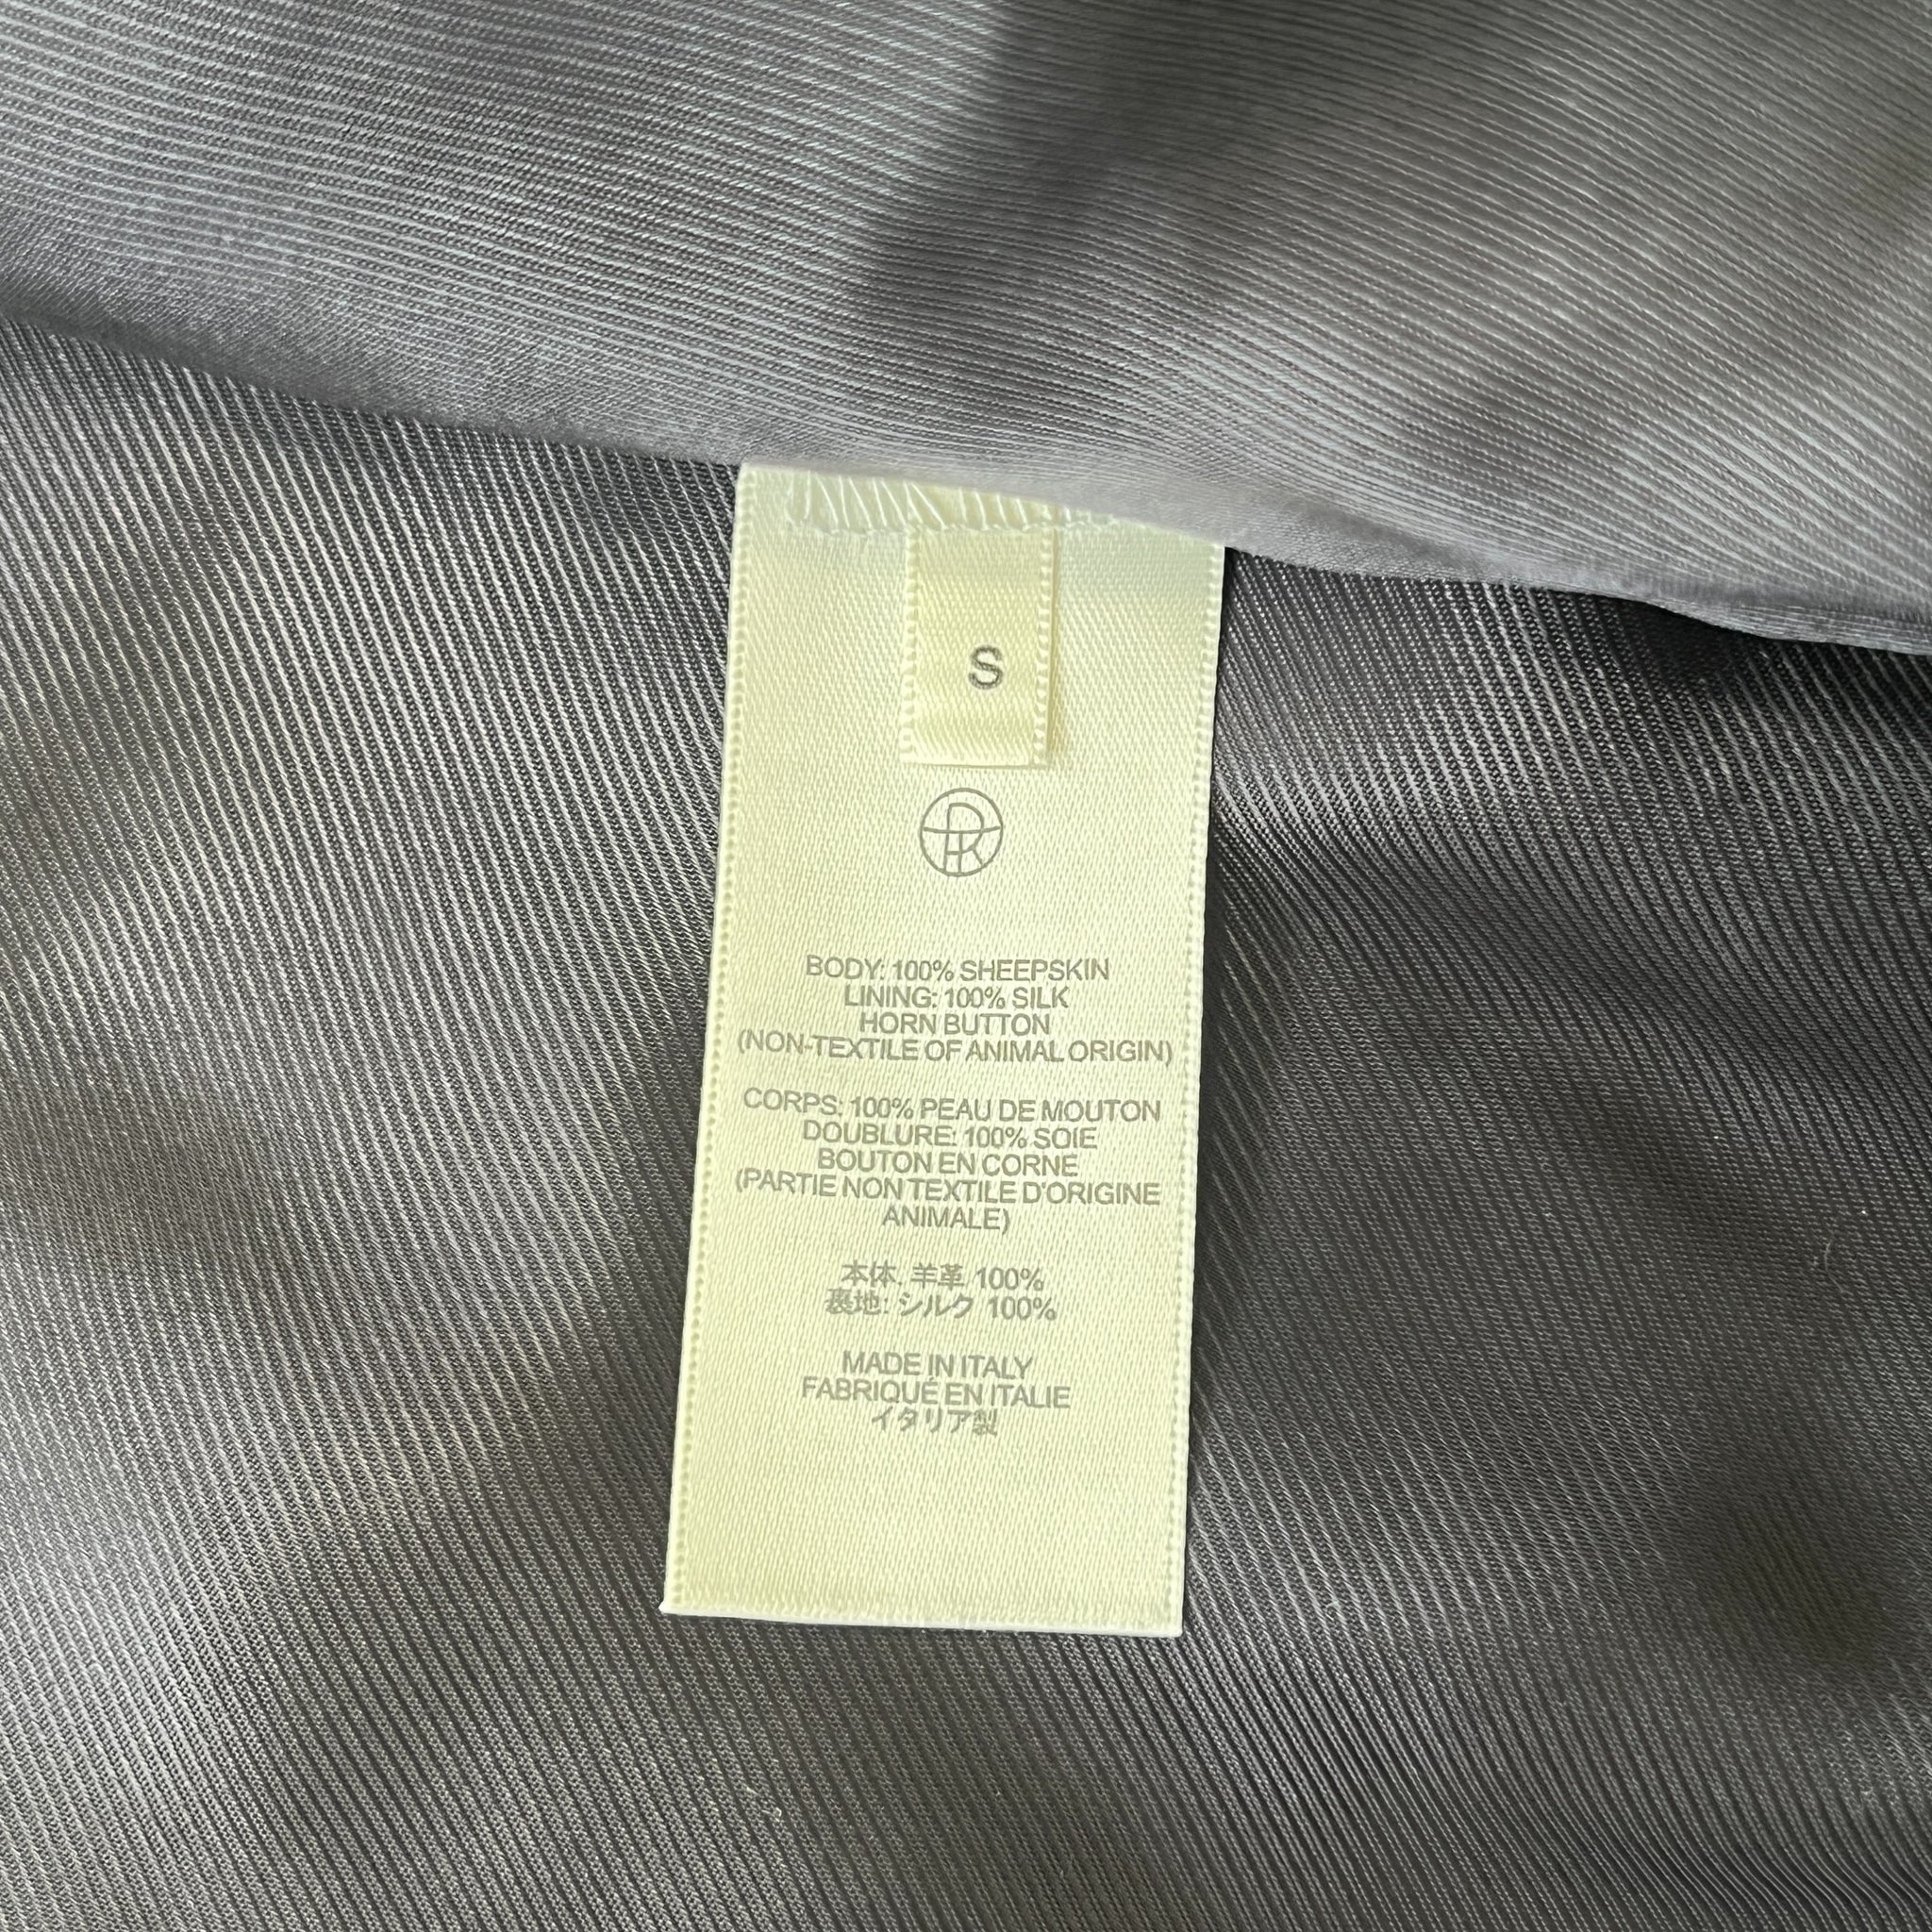 S
BODY: 100% SHEEPSKIN
LINING: 100% SILK
HORN BUTTON
(NON-TEXTILE OF ANIMAL ORIGIN)
CORPS: 100% PEAU DE MOUTON
DOUBLURE: 100% SOIE
BOUTON EN CORNE
(PARTIE NON TEXTILE D'ORIGINE
ANIMALE)
本体: 羊革 100%
裏地: シルク 100%
MADE IN ITALY
FABRIQUÉ EN ITALIE
イタリア製